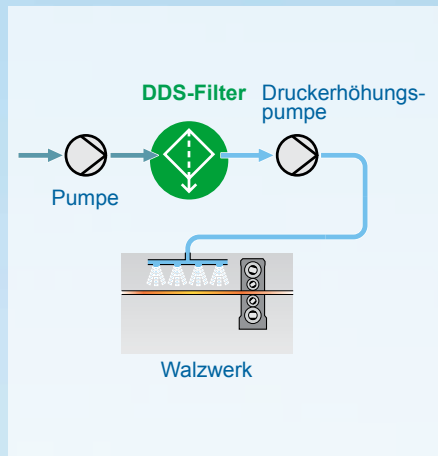 DDS-Filter
Druckerhöhungs-
pumpe
Pumpe
Walzwerk